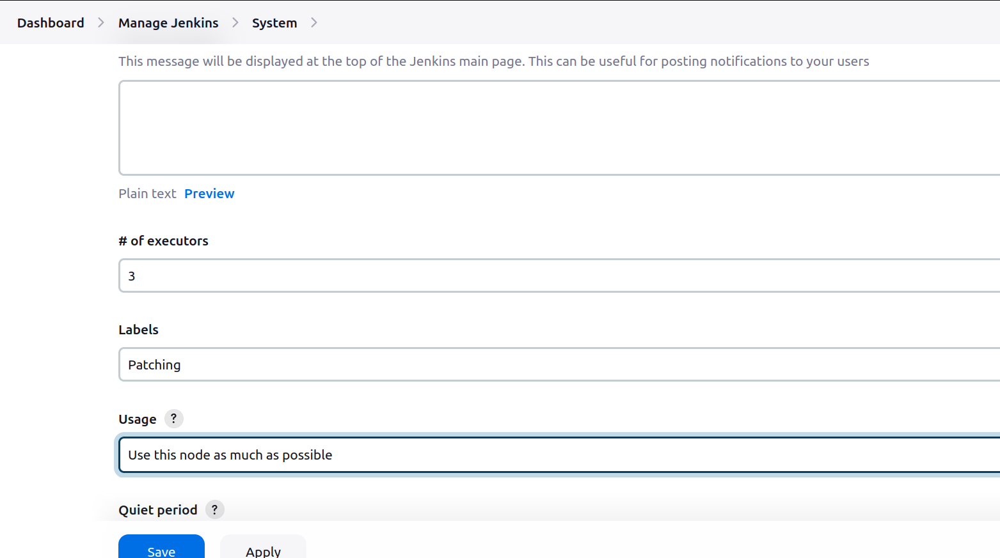 Dashboard > Manage Jenkins > System >
This message will be displayed at the top of the Jenkins main page. This can be useful for posting notifications to your users
Plain text Preview
# of executors
3
Labels
Patching
Usage ?
Use this node as much as possible
Quiet period ?
Save Apply